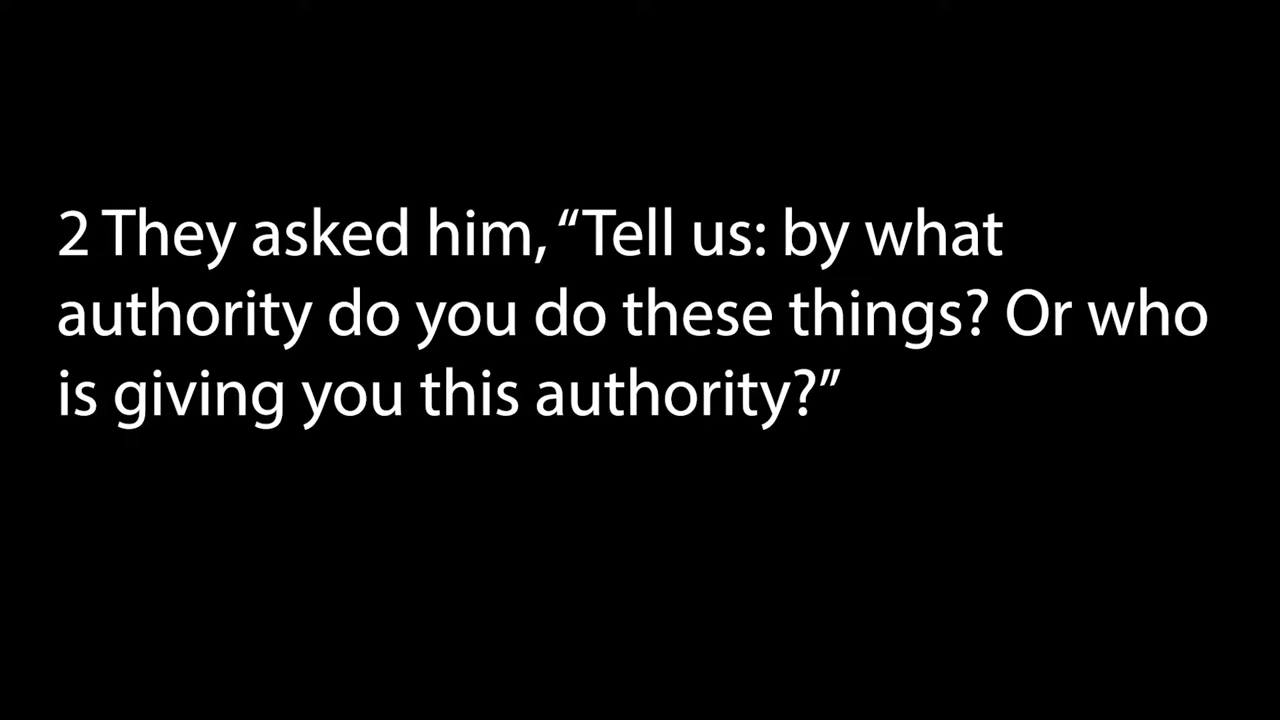 2 They asked him, “Tell us: by what
authority do you do these things? Or who
is giving you this authority?”